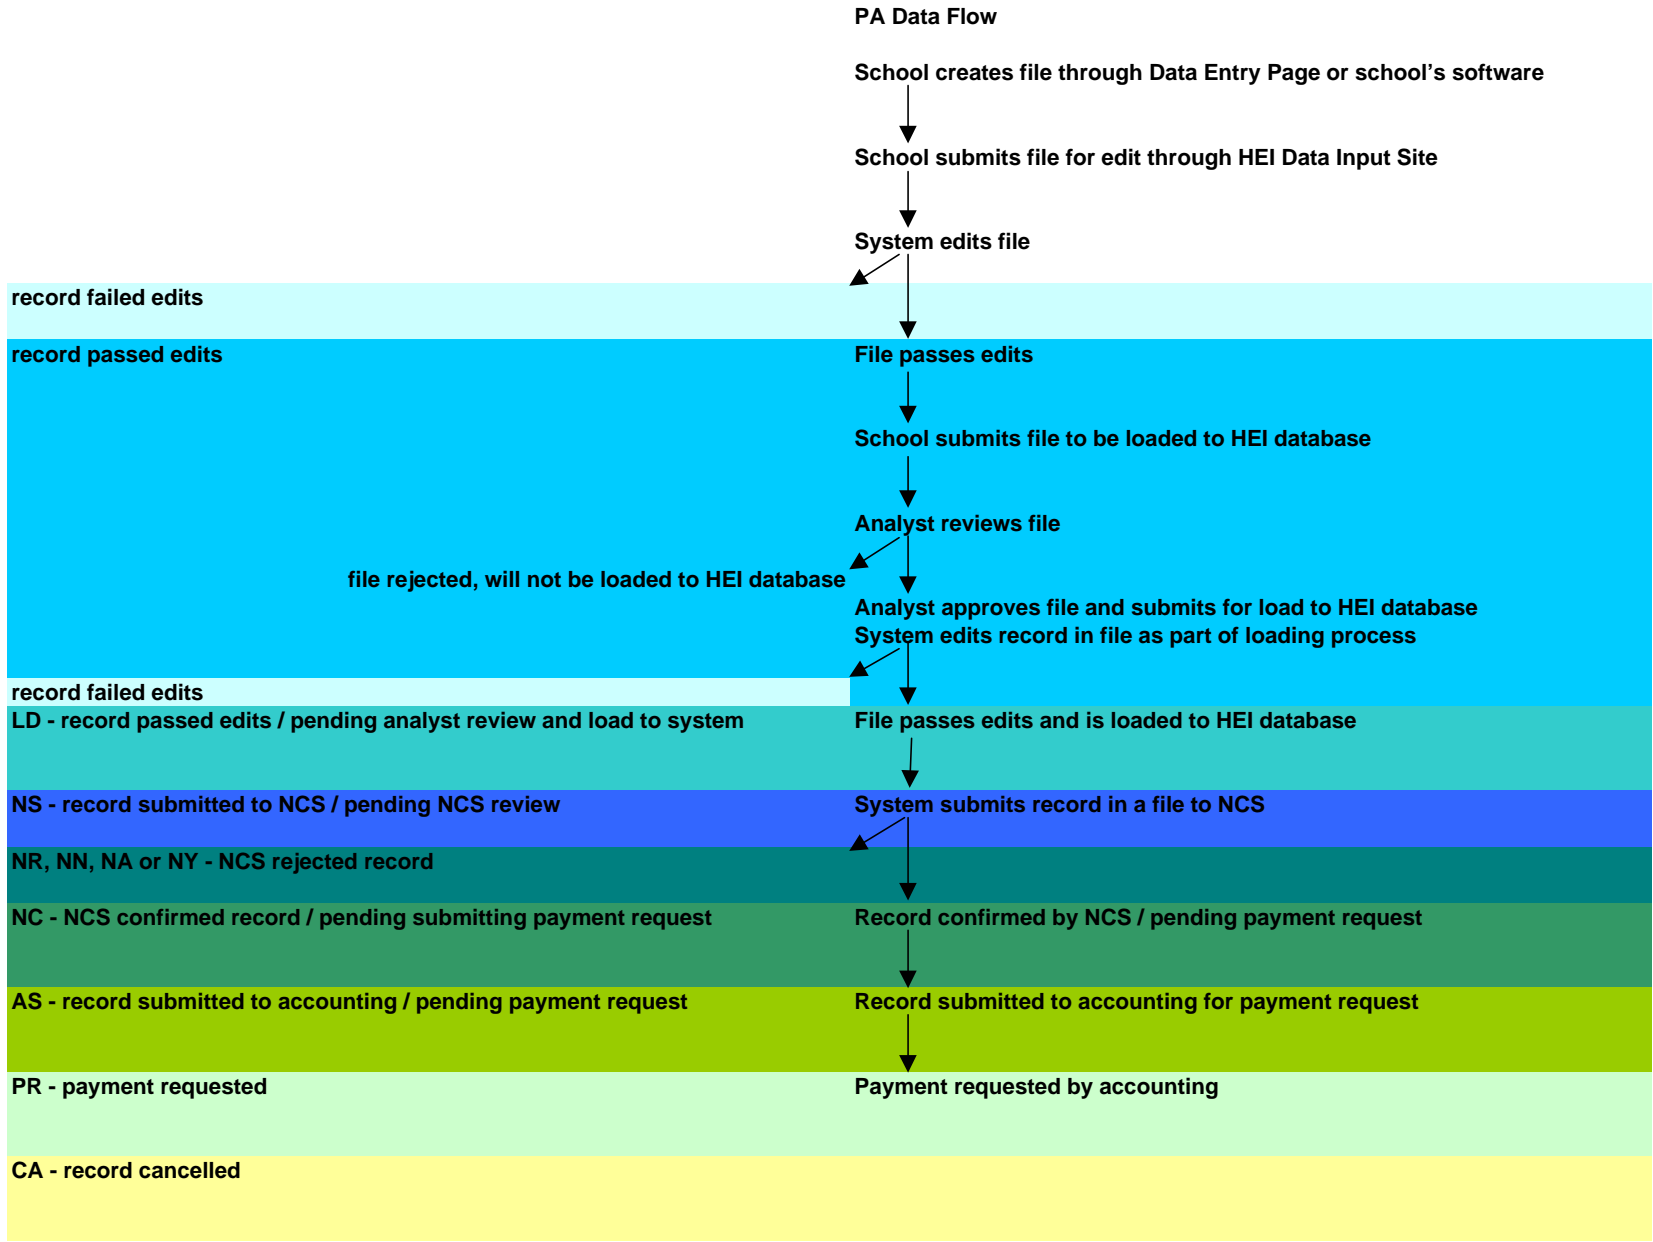 PA Data Flow
School creates file through Data Entry Page or school’s software
School submits file for edit through HEI Data Input Site
System edits file
record failed edits
record passed edits
File passes edits
School submits file to be loaded to HEI database
Analyst reviews file
file rejected, will not be loaded to HEI database
Analyst approves file and submits for load to HEI database
System edits record in file as part of loading process
record failed edits
LD - record passed edits / pending analyst review and load to system
File passes edits and is loaded to HEI database
NS - record submitted to NCS / pending NCS review
System submits record in a file to NCS
NR, NN, NA or NY - NCS rejected record
NC - NCS confirmed record / pending submitting payment request
Record confirmed by NCS / pending payment request
AS - record submitted to accounting / pending payment request
Record submitted to accounting for payment request
PR - payment requested
Payment requested by accounting
CA - record cancelled